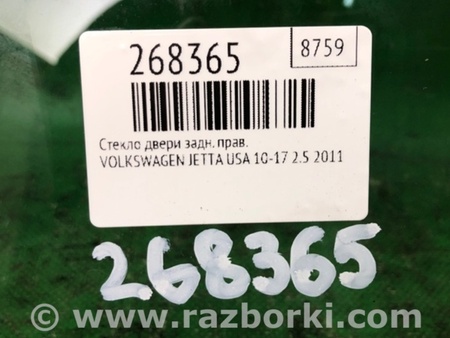 268365
8759
Стекло двери задн. прав.
VOLKSWAGEN JETTA USA 10-17 2.5 2011
268365
© www.razborki.com